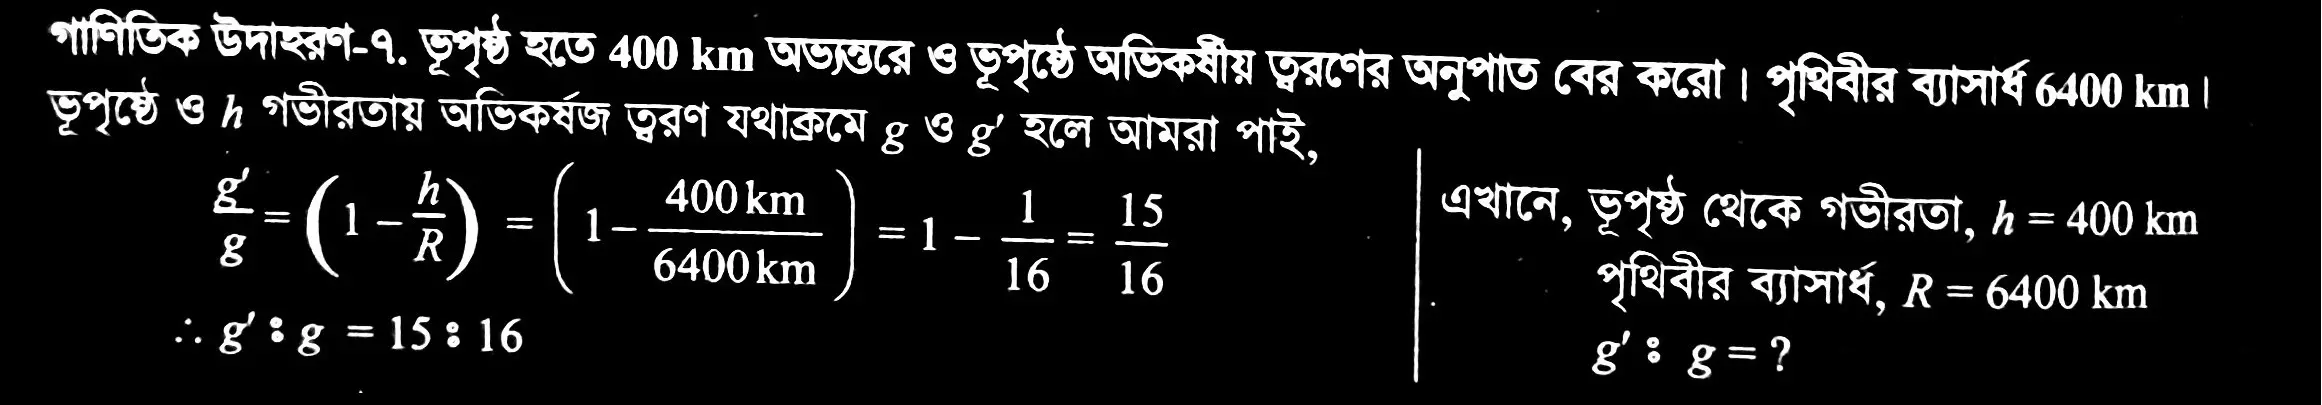 গাণিতিক উদাহরণ-৭. ভূপৃষ্ঠ হতে 400 km অভ্যন্তরে ও ভূপৃষ্ঠে অভিকর্ষীয় ত্বরণের অনুপাত বের করো। পৃথিবীর ব্যাসার্ধ 6400 km।
ভূপৃষ্ঠে ও h গভীরতায় অভিকর্ষজ ত্বরণ যথাক্রমে g ও g′ হলে আমরা পাই,
g′/g = (1 − h/R) = (1 − 400 km/6400 km) = 1 − 1/16 = 15/16
∴ g′ : g = 15 : 16
এখানে, ভূপৃষ্ঠ থেকে গভীরতা, h = 400 km
পৃথিবীর ব্যাসার্ধ, R = 6400 km
g′ : g = ?